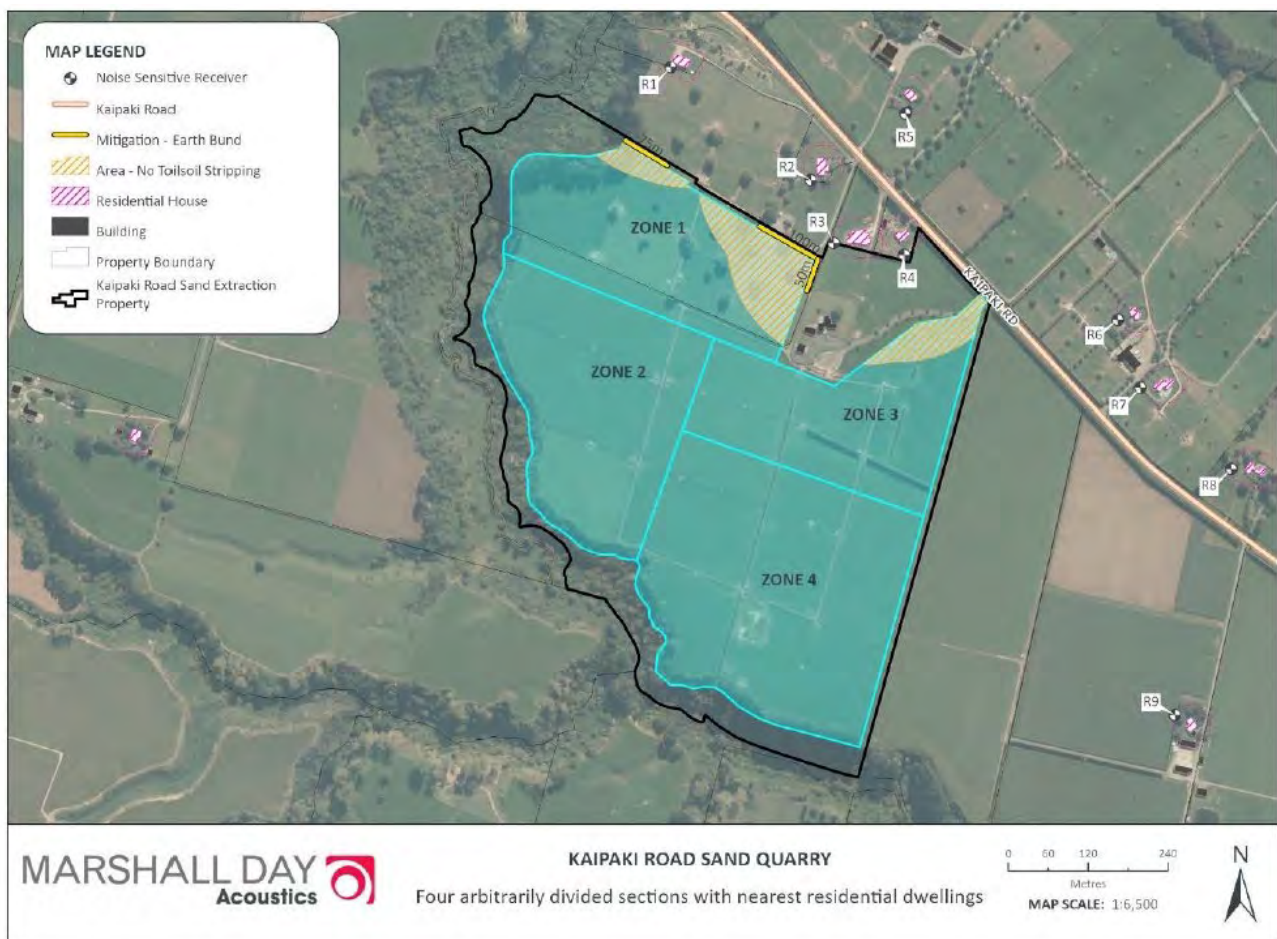 MAP LEGEND
Noise Sensitive Receiver
Kaipaki Road
Mitigation - Earth Bund
Area - No Toilsoil Stripping
Residential House
Building
Property Boundary
Kaipaki Road Sand Extraction
Property
R1
75m
R5
R2
R3
ZONE 1
100m
R4
50m
KAIPAKI RD
R6
ZONE 2
R7
ZONE 3
R8
ZONE 4
R9
MARSHALL DAY
Acoustics
KAIPAKI ROAD SAND QUARRY
Four arbitrarily divided sections with nearest residential dwellings
0 60 120 240
Metres
MAP SCALE: 1:6,500
N